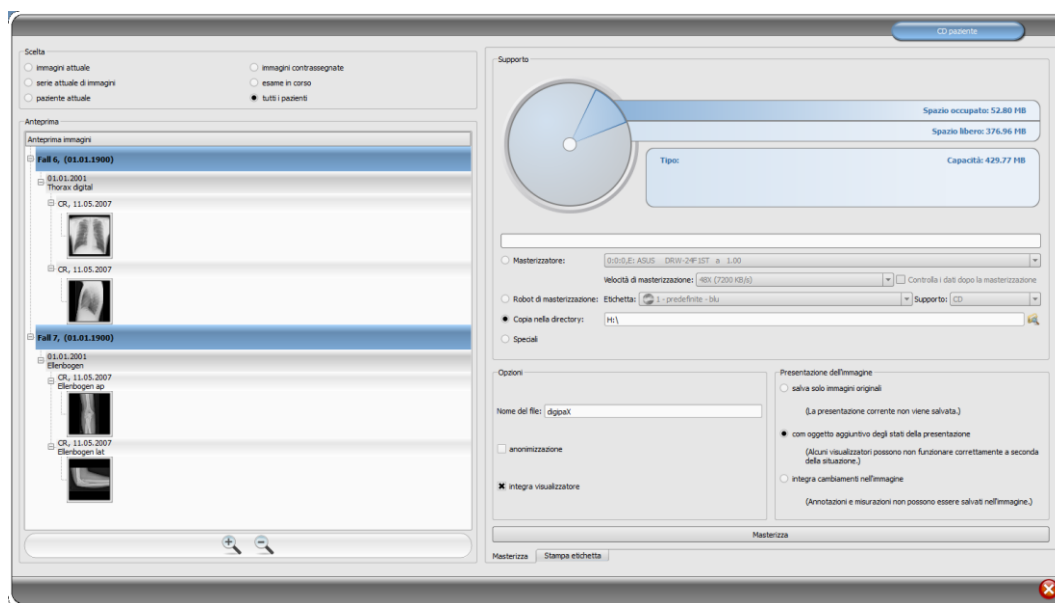 CD paziente
Scelta
immagini attuale
immagini contrassegnate
serie attuale di immagini
esame in corso
paziente attuale
tutti i pazienti
Anteprima
Anteprima immagini
Fall 6, (01.01.1900)
01.01.2001
Thorax digital
CR, 11.05.2007
CR, 11.05.2007
Fall 7, (01.01.1900)
01.01.2001
Ellenbogen
CR, 11.05.2007
Ellenbogen ap
CR, 11.05.2007
Ellenbogen lat
Supporto
Spazio occupato: 52.80 MB
Spazio libero: 376.96 MB
Tipo:
Capacità: 429.77 MB
Masterizzatore: 0:0:0,E: ASUS DRW-24F1ST a 1.00
Velocità di masterizzazione: 48X (7200 KB/s) Controlla i dati dopo la masterizzazione
Robot di masterizzazione: Etichetta: 1 - predefinite - blu Supporto: CD
Copia nella directory: H:\
Speciali
Opzioni
Nome del file: digipaX
anonimizzazione
integra visualizzatore
Presentazione dell'immagine
salva solo immagini originali
(La presentazione corrente non viene salvata.)
com oggetto aggiuntivo degli stati della presentazione
(Alcuni visualizzatori possono non funzionare correttamente a seconda
della situazione.)
integra cambiamenti nell'immagine
(Annotazioni e misurazioni non possono essere salvati nell'immagine.)
Masterizza
Masterizza
Stampa etichetta